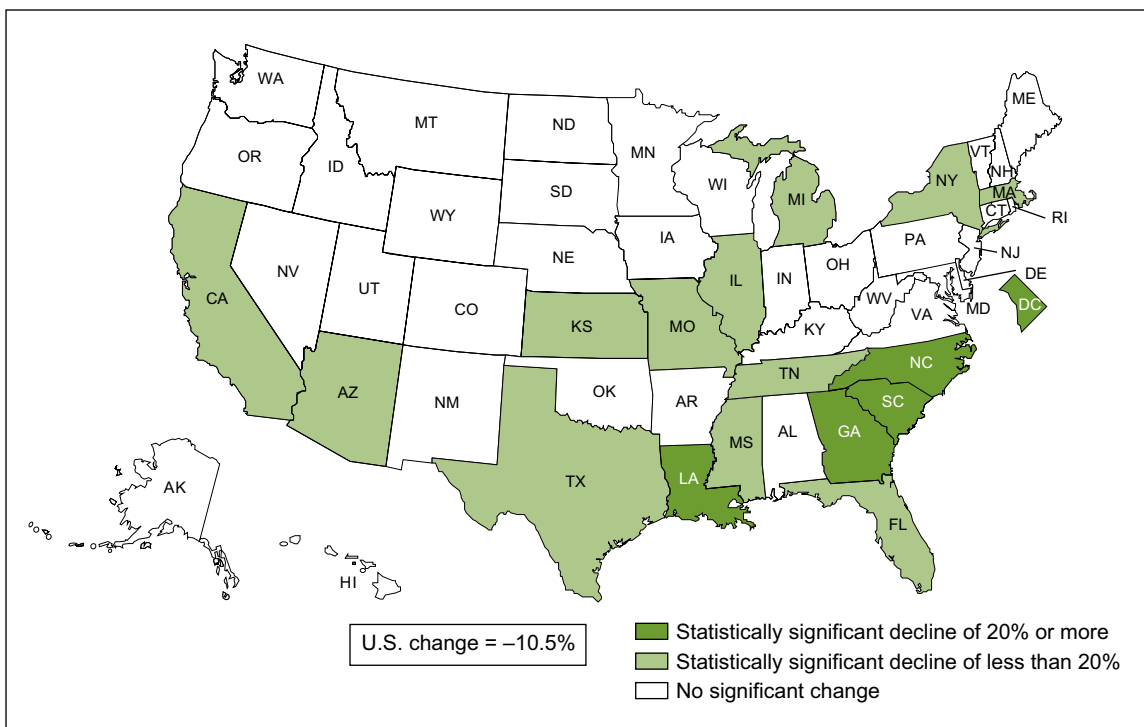 WA
MT
ND
MN
ME
OR
ID
SD
WI
MI
NY
VT
NH
MA
CT
RI
WY
IA
PA
NJ
NV
UT
NE
IL
IN
OH
DE
CA
CO
KS
MO
WV
VA
MD
DC
KY
AZ
NM
OK
AR
TN
NC
SC
MS
AL
GA
TX
LA
FL
AK
HI
U.S. change = –10.5%
Statistically significant decline of 20% or more
Statistically significant decline of less than 20%
No significant change